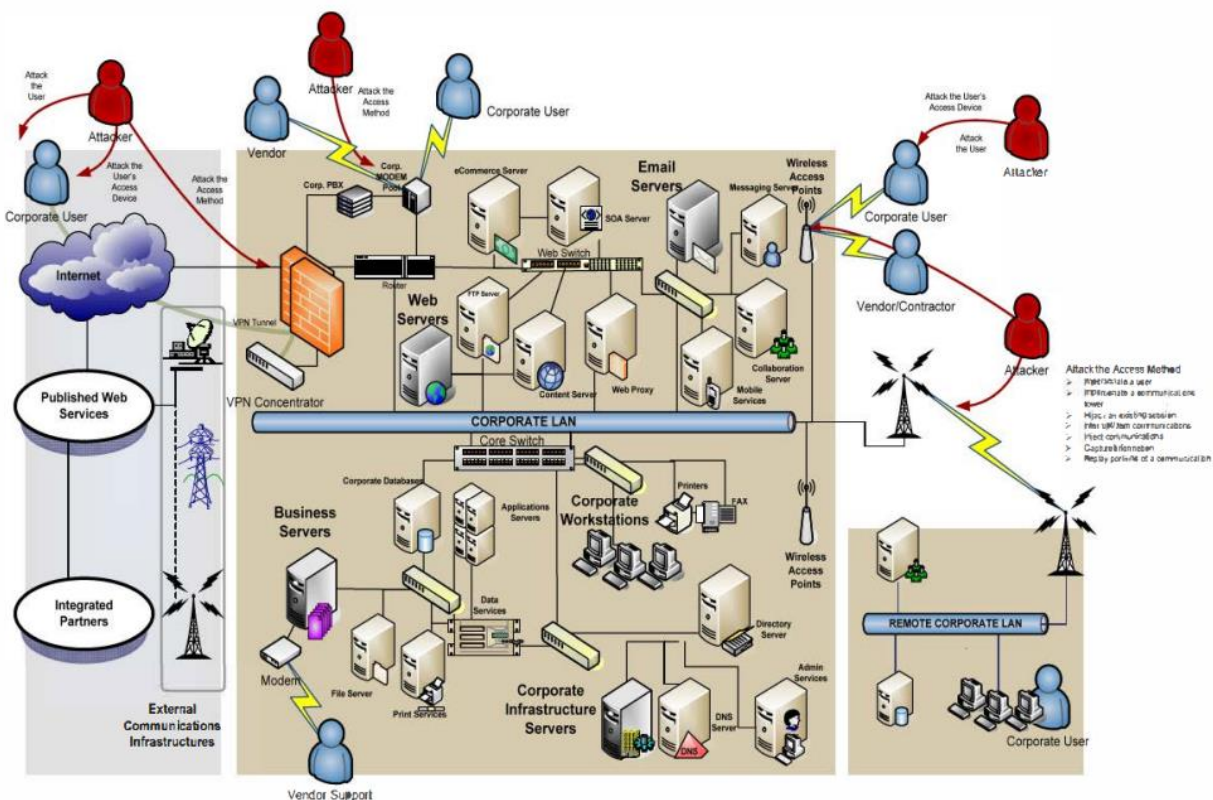 Attack
the
User
Attacker
Corporate User
Attack the
User's
Access
Device
Attack
the
Access
Method
Internet
VPN Tunnel
VPN Concentrator
Published Web
Services
Integrated
Partners
External
Communications
Infrastructures
Attacker
Attack
the
Access
Method
Vendor
Corporate User
Corp. PBX
Corp.
MODEM
Pool
Router
eCommerce Server
SOA Server
Web Switch
Email
Servers
Messaging Server
Wireless
Access
Points
Web
Servers
FTP Server
Content Server
Web Proxy
Mobile
Services
Collaboration
Server
CORPORATE LAN
Core Switch
Corporate Databases
Applications
Servers
Business
Servers
Corporate
Workstations
Printers
FAX
Wireless
Access
Points
Data
Services
Modem
File Server
Print Services
Directory
Server
Corporate
Infrastructure
Servers
DNS
Server
DNS
Admin
Services
Vendor Support
Attack the User's
Access Device
Attack
the User
Attacker
Corporate User
Vendor/Contractor
Attacker
Attack the Access Method
a user
a communications
tower
an existing session
communications
communications
Replay of a communication
REMOTE CORPORATE LAN
Corporate User